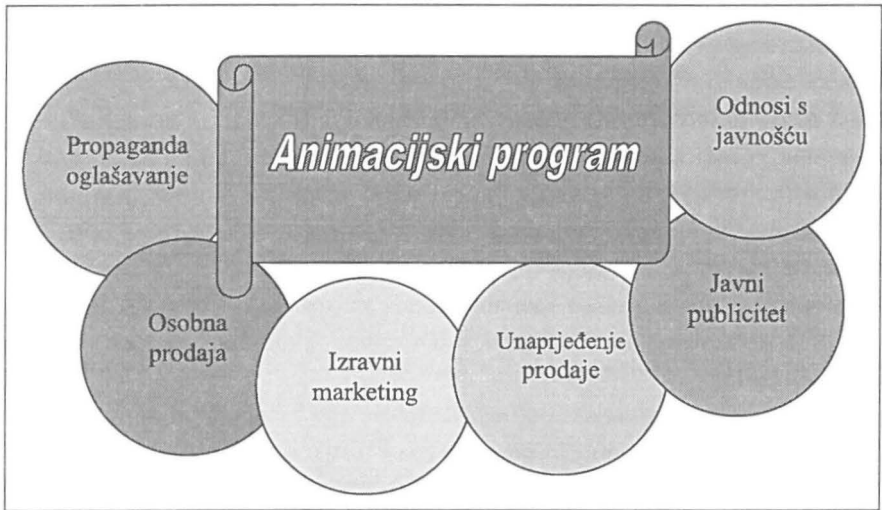 Animacijski program
Propaganda
oglašavanje
Osobna
prodaja
Izravni
marketing
Unaprjeđenje
prodaje
Javni
publicitet
Odnosi s
javnošću